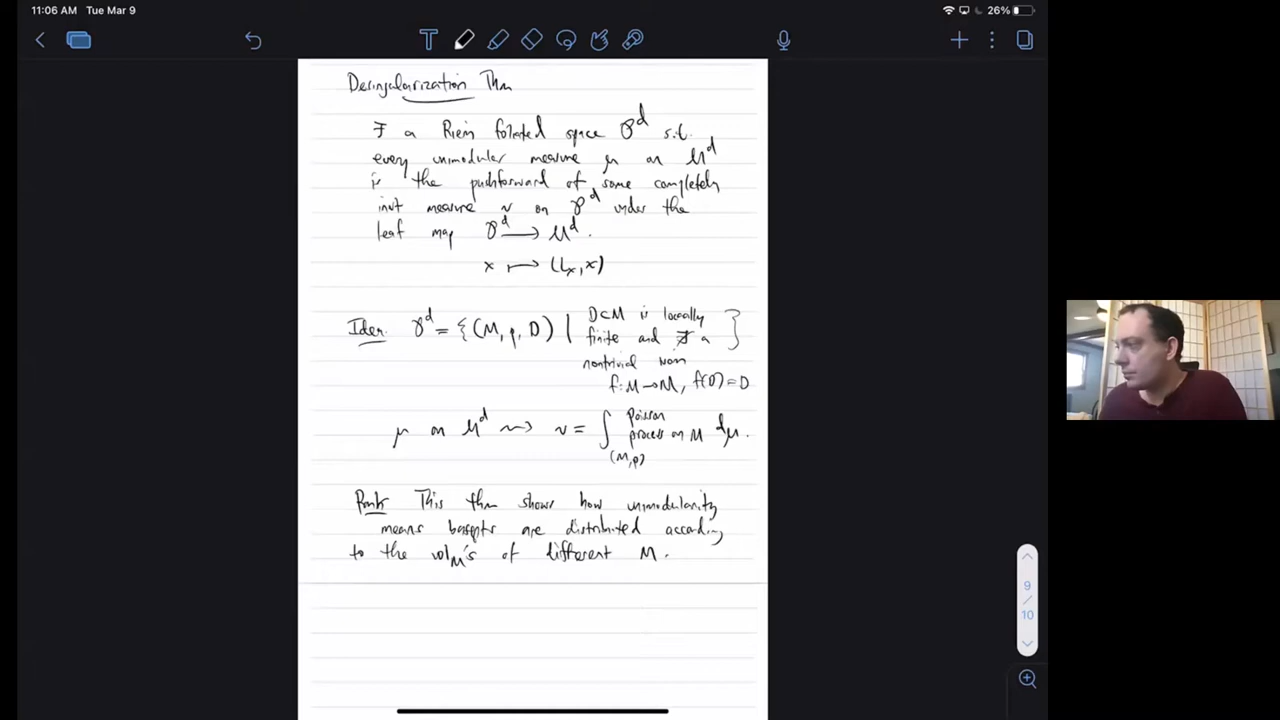 11:06 AM Tue Mar 9
26%
Desingularization Thm
∃ a Riem foliated space 𝒫^d s.t.
every unimodular measure μ on ℳ^d
is the pushforward of some completely
invt measure ν on 𝒫^d under the
leaf map 𝒫^d → ℳ^d.
x ↦ (L_x, x)
Idea: 𝒫^d = {(M, p, D) | D⊂M is locally
finite and ∄ a
nontrivial isom
f: M→M, f(D) = D }
μ on ℳ^d ⇝ ν = ∫_{(M,p)} Poisson
process on M dμ.
Rmk This thm shows how unimodularity
means basepts are distributed according
to the vol_M's of different M.
9
/
10